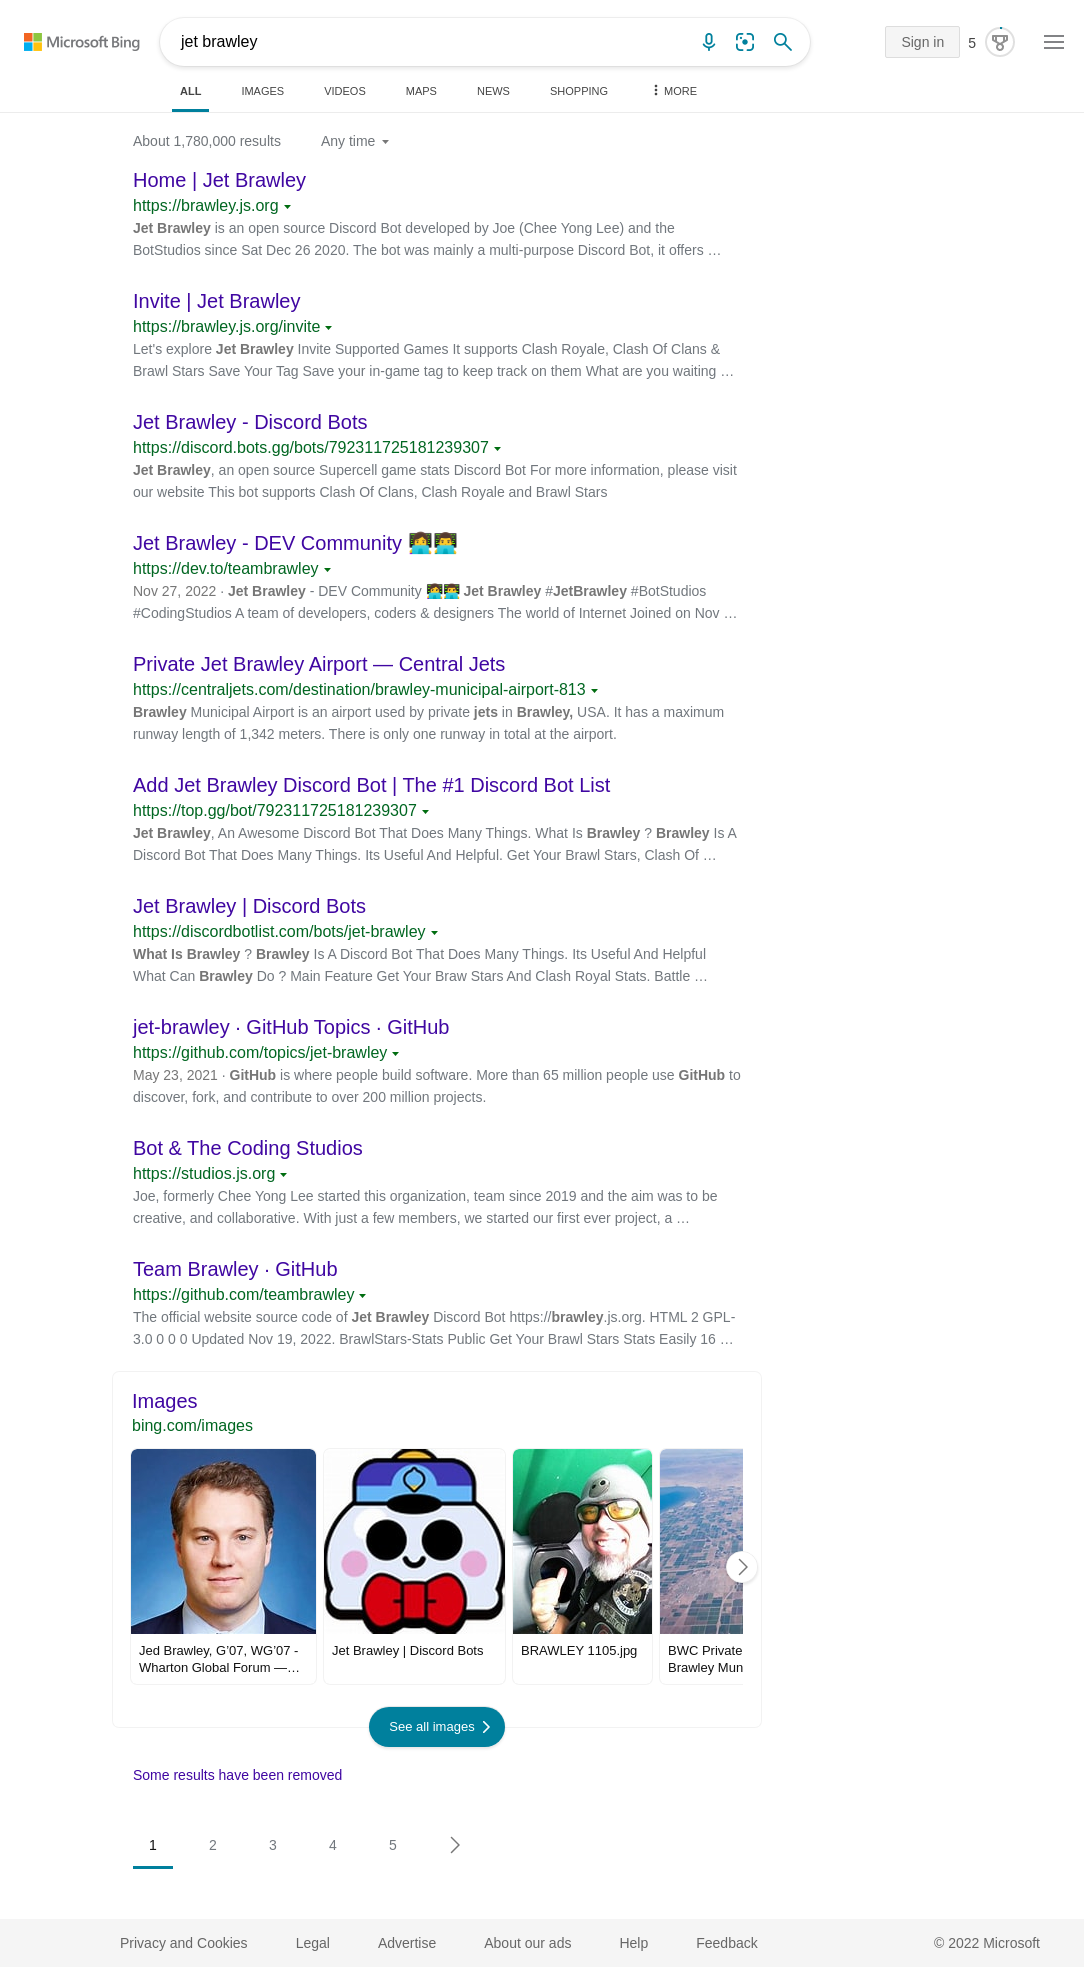 Microsoft Bing
jet brawley
Sign in
5
ALL IMAGES VIDEOS MAPS NEWS SHOPPING MORE
About 1,780,000 results Any time
Home | Jet Brawley
https://brawley.js.org
Jet Brawley is an open source Discord Bot developed by Joe (Chee Yong Lee) and the
BotStudios since Sat Dec 26 2020. The bot was mainly a multi-purpose Discord Bot, it offers …
Invite | Jet Brawley
https://brawley.js.org/invite
Let's explore Jet Brawley Invite Supported Games It supports Clash Royale, Clash Of Clans &
Brawl Stars Save Your Tag Save your in-game tag to keep track on them What are you waiting …
Jet Brawley - Discord Bots
https://discord.bots.gg/bots/792311725181239307
Jet Brawley, an open source Supercell game stats Discord Bot For more information, please visit
our website This bot supports Clash Of Clans, Clash Royale and Brawl Stars
Jet Brawley - DEV Community 👩‍💻👨‍💻
https://dev.to/teambrawley
Nov 27, 2022 · Jet Brawley - DEV Community 👩‍💻👨‍💻 Jet Brawley #JetBrawley #BotStudios
#CodingStudios A team of developers, coders & designers The world of Internet Joined on Nov …
Private Jet Brawley Airport — Central Jets
https://centraljets.com/destination/brawley-municipal-airport-813
Brawley Municipal Airport is an airport used by private jets in Brawley, USA. It has a maximum
runway length of 1,342 meters. There is only one runway in total at the airport.
Add Jet Brawley Discord Bot | The #1 Discord Bot List
https://top.gg/bot/792311725181239307
Jet Brawley, An Awesome Discord Bot That Does Many Things. What Is Brawley ? Brawley Is A
Discord Bot That Does Many Things. Its Useful And Helpful. Get Your Brawl Stars, Clash Of …
Jet Brawley | Discord Bots
https://discordbotlist.com/bots/jet-brawley
What Is Brawley ? Brawley Is A Discord Bot That Does Many Things. Its Useful And Helpful
What Can Brawley Do ? Main Feature Get Your Braw Stars And Clash Royal Stats. Battle …
jet-brawley · GitHub Topics · GitHub
https://github.com/topics/jet-brawley
May 23, 2021 · GitHub is where people build software. More than 65 million people use GitHub to
discover, fork, and contribute to over 200 million projects.
Bot & The Coding Studios
https://studios.js.org
Joe, formerly Chee Yong Lee started this organization, team since 2019 and the aim was to be
creative, and collaborative. With just a few members, we started our first ever project, a …
Team Brawley · GitHub
https://github.com/teambrawley
The official website source code of Jet Brawley Discord Bot https://brawley.js.org. HTML 2 GPL-
3.0 0 0 0 Updated Nov 19, 2022. BrawlStars-Stats Public Get Your Brawl Stars Stats Easily 16 …
Images
bing.com/images
Jed Brawley, G'07, WG'07 -
Wharton Global Forum —…
Jet Brawley | Discord Bots
BRAWLEY 1105.jpg
BWC Private
Brawley Mun
See all images
Some results have been removed
1 2 3 4 5
Privacy and Cookies Legal Advertise About our ads Help Feedback © 2022 Microsoft